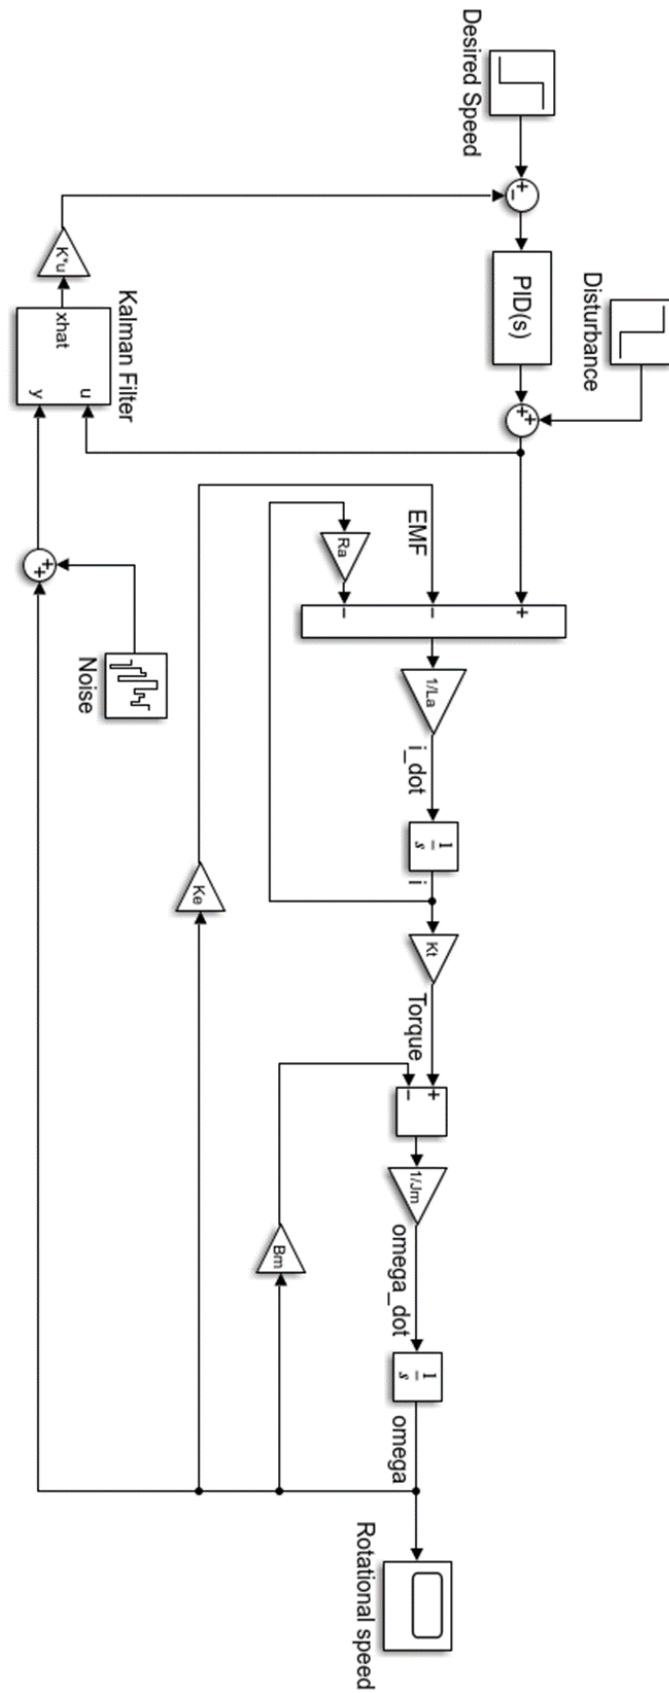 Desired Speed
+
−
PID(s)
Disturbance
+
+
EMF
Ra
+
−
−
1/La
i_dot
1
s
i
Kt
Torque
+
−
1/Jm
omega_dot
1
s
omega
Rotational speed
Bm
Ke
K*u
Kalman Filter
xhat
u
y
+
+
Noise